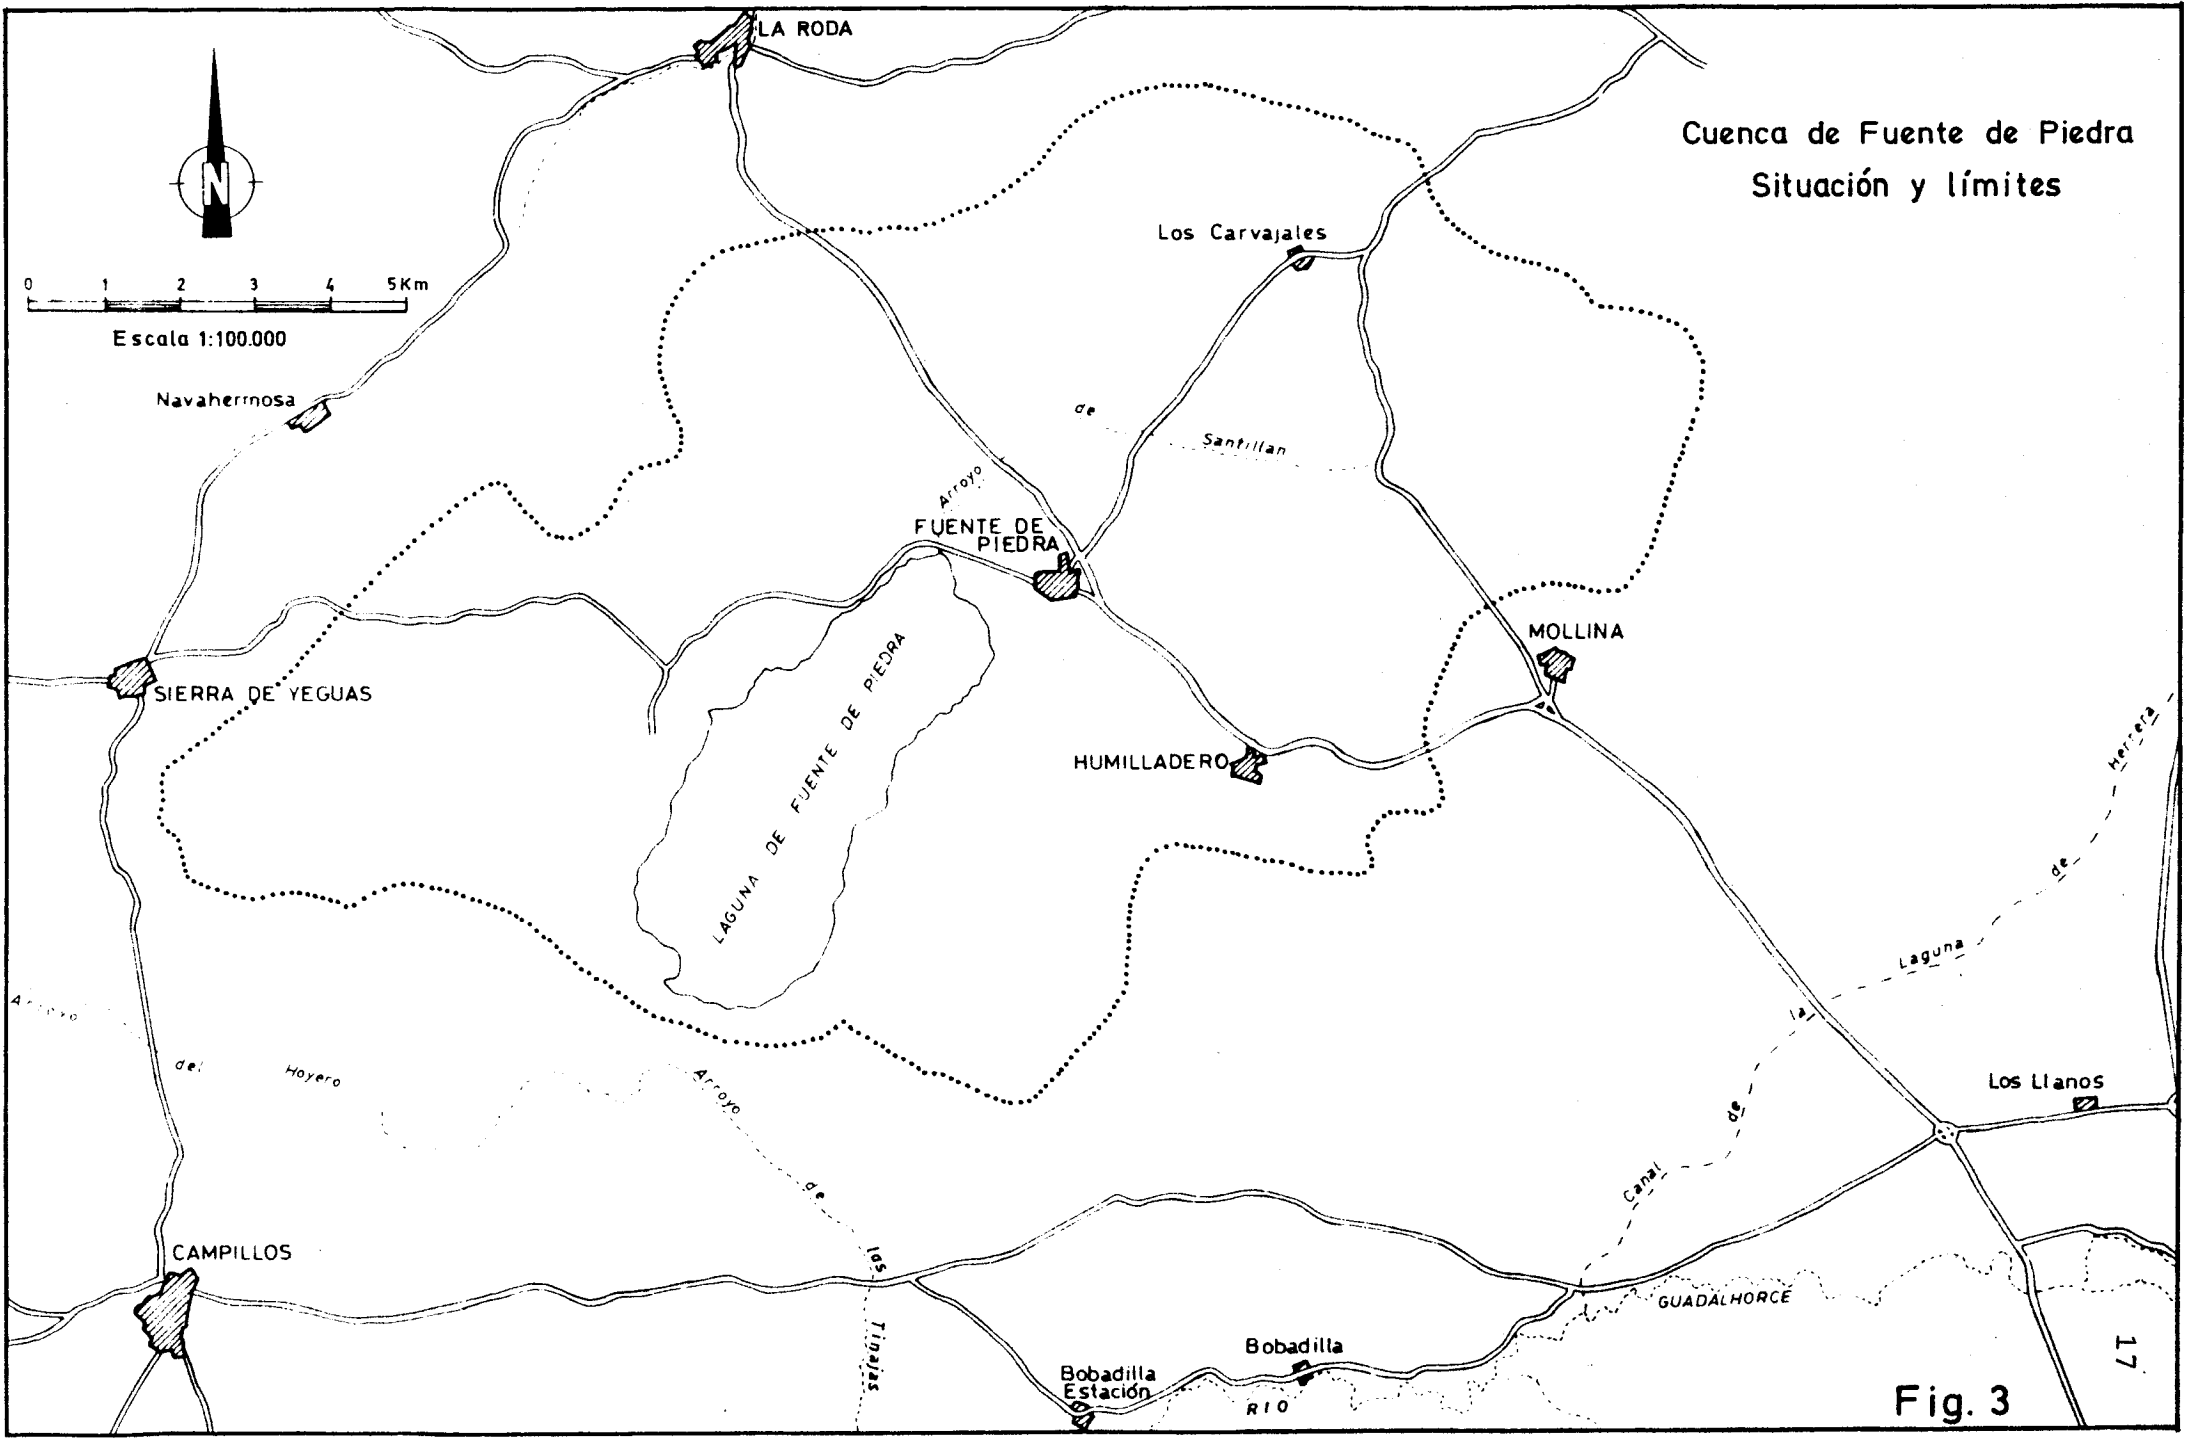 LA RODA
Cuenca de Fuente de Piedra
Situación y límites
N
Los Carvajales
0 1 2 3 4 5 Km
Escala 1:100.000
Navahermosa
de
Santillan
Arroyo
FUENTE DE
PIEDRA
MOLLINA
SIERRA DE YEGUAS
LAGUNA DE FUENTE DE PIEDRA
HUMILLADERO
Herrera
de
Laguna
la
de
Canal
Arroyo
del
Hoyero
Arroyo
de
las
Tinajas
Los Llanos
CAMPILLOS
GUADALHORCE
RIO
Bobadilla
Bobadilla
Estación
17
Fig. 3